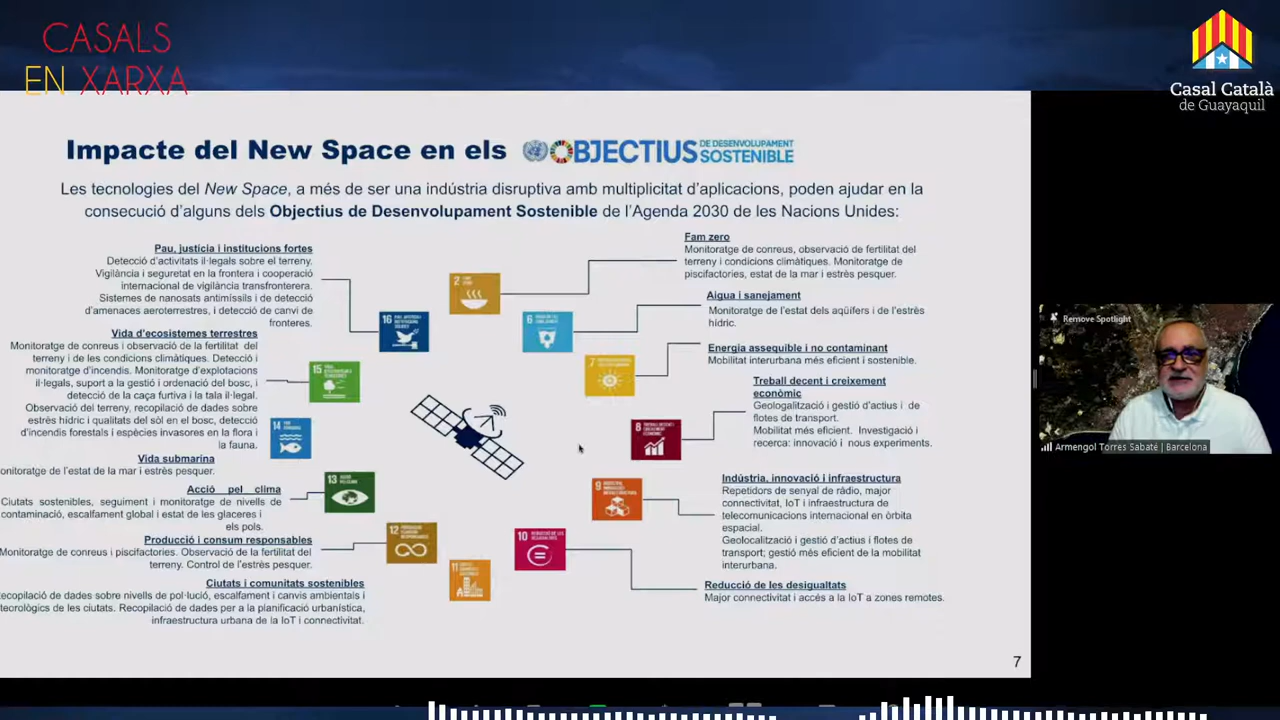 CASALS
EN XARXA
Casal Català
de Guayaquil
Impacte del New Space en els OBJECTIUS DE DESENVOLUPAMENT SOSTENIBLE
Les tecnologies del New Space, a més de ser una indústria disruptiva amb multiplicitat d'aplicacions, poden ajudar en la
consecució d'alguns dels Objectius de Desenvolupament Sostenible de l'Agenda 2030 de les Nacions Unides:
Pau, justícia i institucions fortes
Detecció d'activitats il·legals sobre el terreny.
Vigilància i seguretat en la frontera i cooperació
internacional de vigilància transfronterera.
Sistemes de nanosats antimíssils i de detecció
d'amenaces aeroterrestres, i detecció de canvi de
fronteres.
Vida d'ecosistemes terrestres
Monitoratge de conreus i observació de la fertilitat del
terreny i de les condicions climàtiques. Detecció i
monitoratge d'incendis. Monitoratge d'explotacions
il·legals, suport a la gestió i ordenació del bosc, i
detecció de la caça furtiva i la tala il·legal.
Observació del terreny, recopilació de dades sobre
estrès hídric i qualitats del sòl en el bosc, detecció
d'incendis forestals i espècies invasores en la flora i
la fauna.
Vida submarina
onitoratge de l'estat de la mar i estrès pesquer.
Acció pel clima
Ciutats sostenibles, seguiment i monitoratge de nivells de
contaminació, escalfament global i estat de les glaceres i
els pols.
Producció i consum responsables
Monitoratge de conreus i piscifactories. Observació de la fertilitat del
terreny. Control de l'estrès pesquer.
Ciutats i comunitats sostenibles
ecopilació de dades sobre nivells de pol·lució, escalfament i canvis ambientals i
tecnològics de les ciutats. Recopilació de dades per a la planificació urbanística,
infraestructura urbana de la IoT i connectivitat.
2
16
6
15
7
14
8
13
9
12
10
11
Fam zero
Monitoratge de conreus, observació de fertilitat del
terreny i condicions climàtiques. Monitoratge de
piscifactories, estat de la mar i estrès pesquer.
Aigua i sanejament
Monitoratge de l'estat dels aqüífers i de l'estrès
hídric.
Energia assequible i no contaminant
Mobilitat interurbana més eficient i sostenible.
Treball decent i creixement
econòmic
Geologalització i gestió d'actius i de
flotes de transport.
Mobilitat més eficient. Investigació i
recerca: innovació i nous experiments.
Indústria, innovació i infraestructura
Repetidors de senyal de ràdio, major
connectivitat, IoT i infraestructura de
telecomunicacions internacional en òrbita
espacial.
Geolocalització i gestió d'actius i flotes de
transport; gestió més eficient de la mobilitat
interurbana.
Reducció de les desigualtats
Major connectivitat i accés a la IoT a zones remotes.
7
Remove Spotlight
Armengol Torres Sabaté | Barcelona